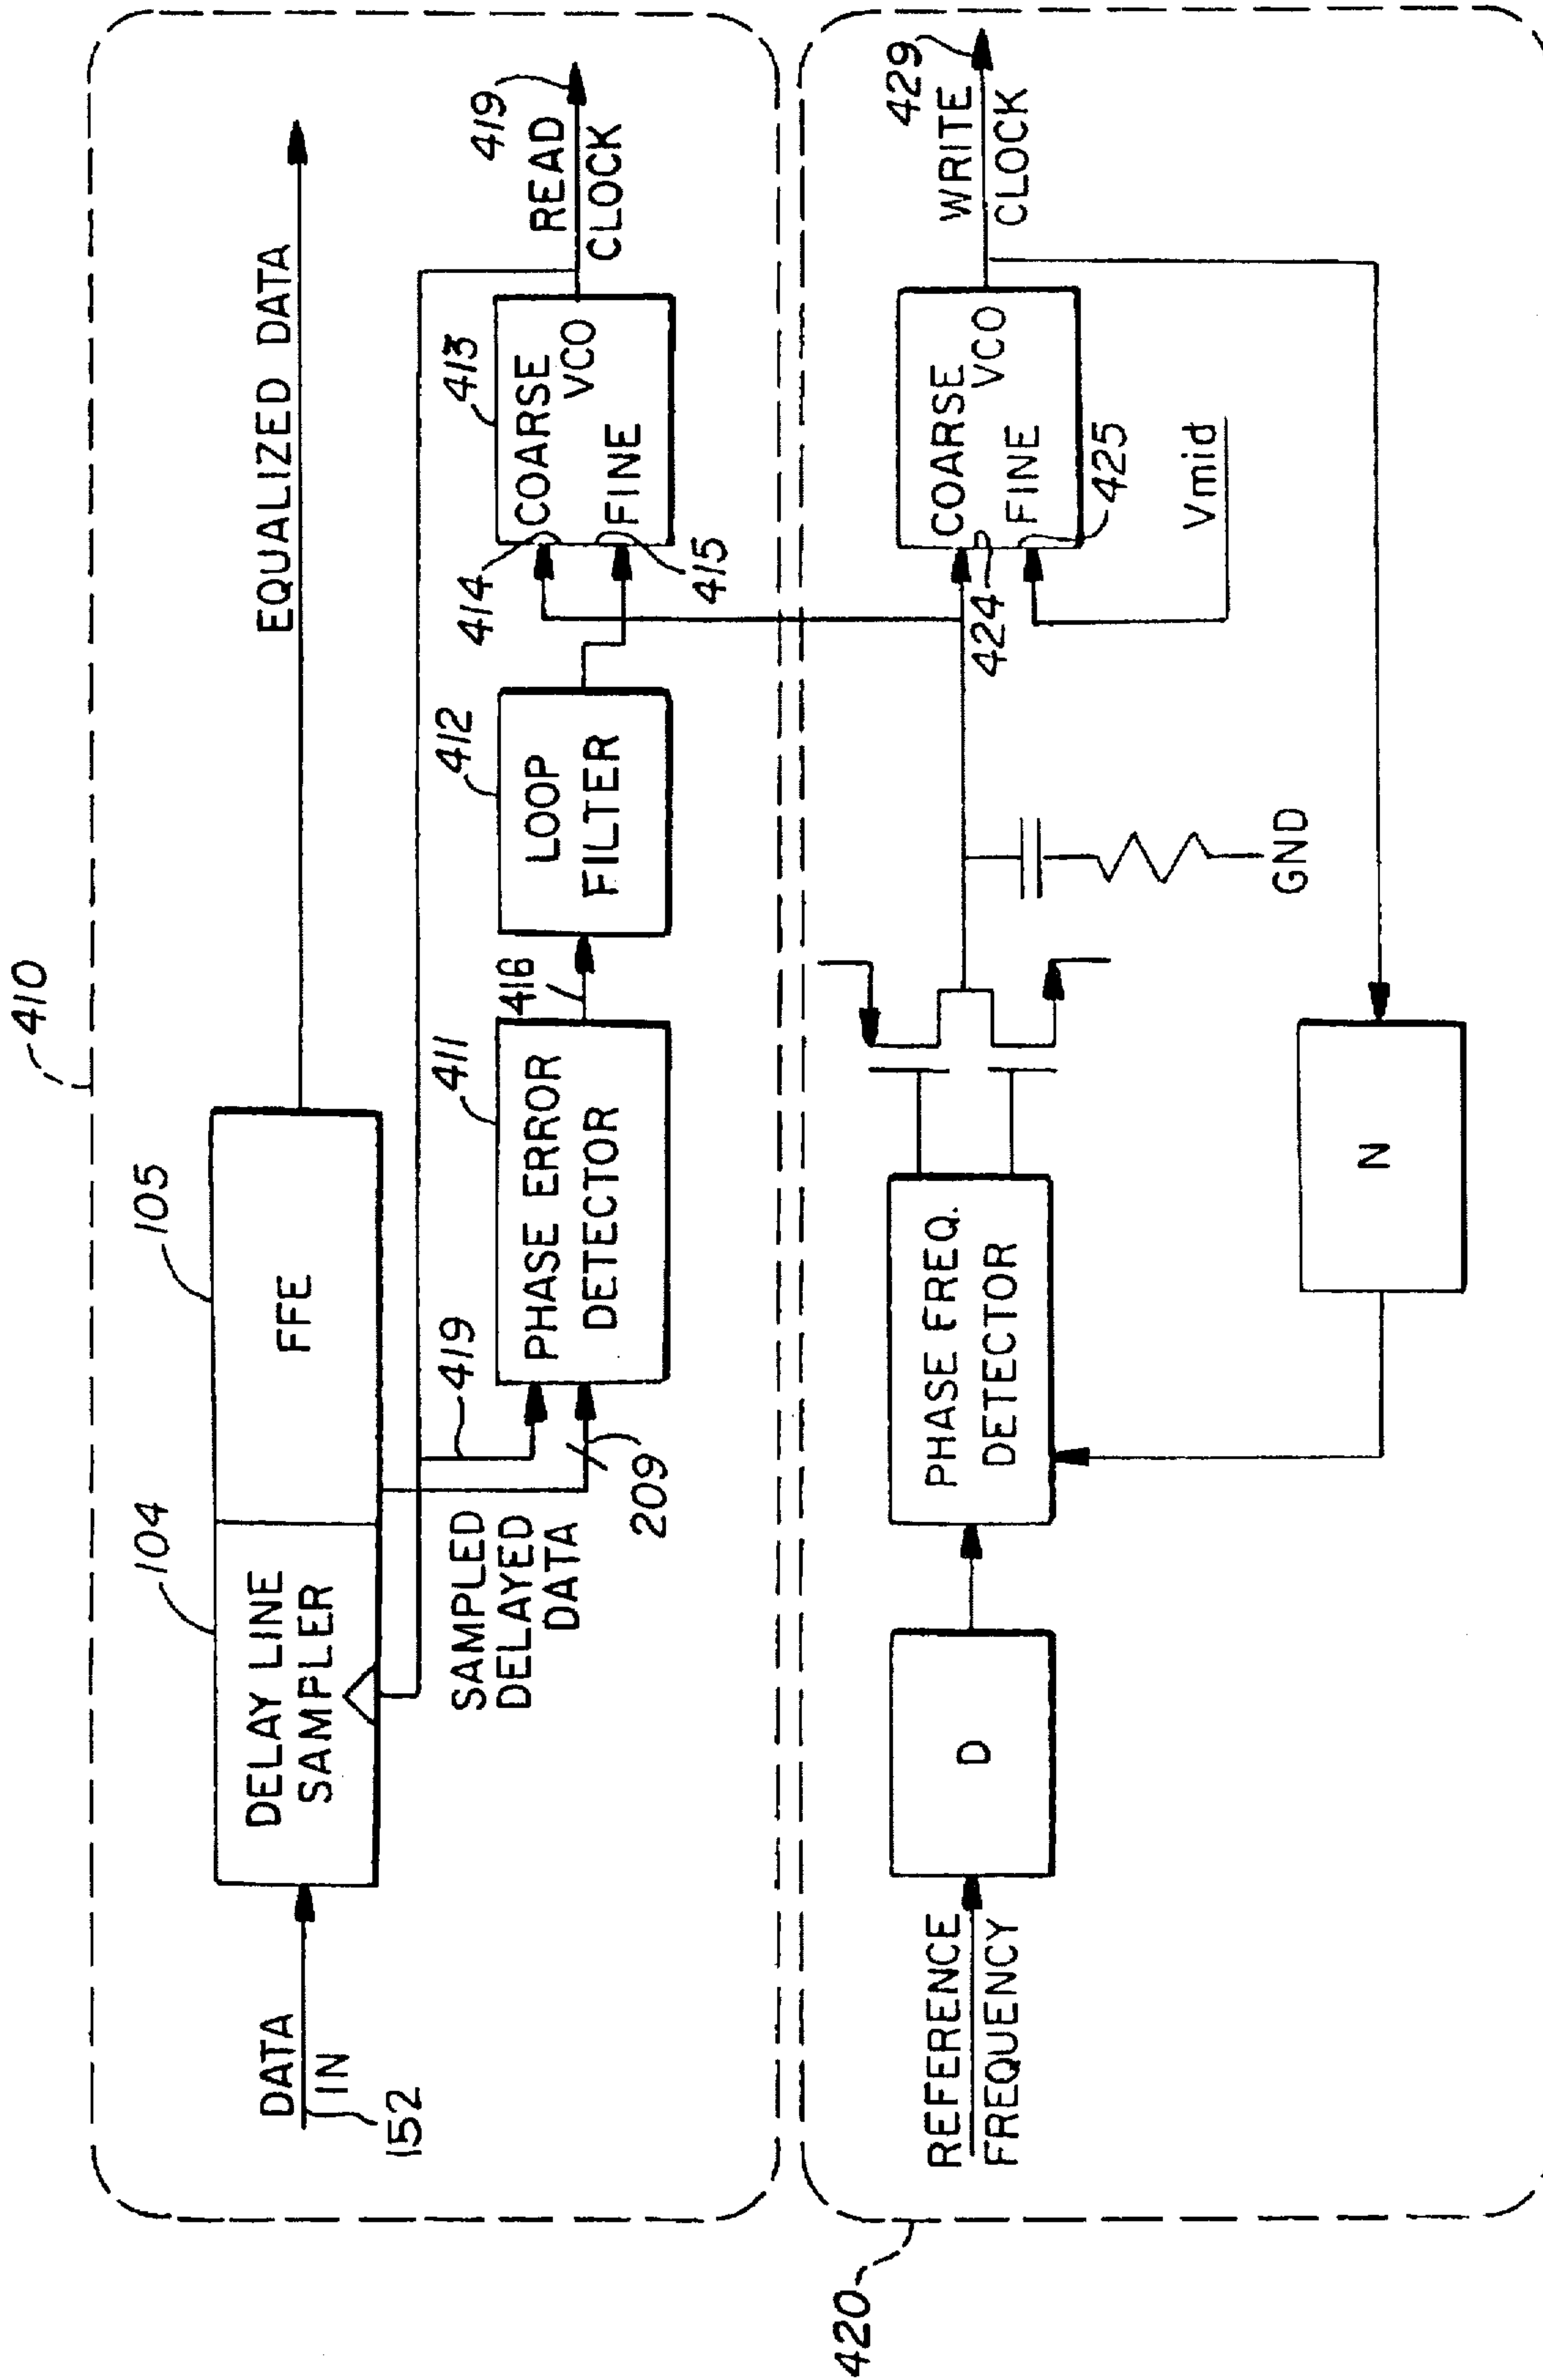 410
104
105
DELAY LINE
SAMPLER
FFE
EQUALIZED DATA
DATA
IN
152
SAMPLED
DELAYED
DATA
209
419
411
PHASE ERROR
DETECTOR
416
412
LOOP
FILTER
414
415
413
COARSE
VCO
FINE
419
READ
CLOCK
420
REFERENCE
FREQUENCY
D
PHASE FREQ.
DETECTOR
N
GND
424
COARSE
VCO
FINE
425
Vmid
429
WRITE
CLOCK